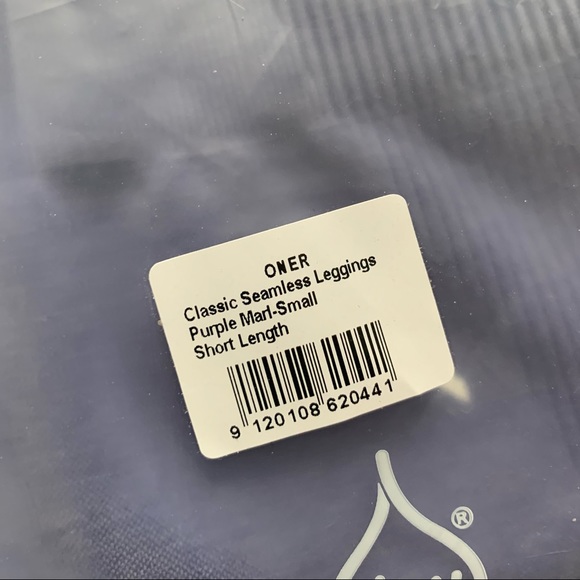 ONER
Classic Seamless Leggings
Purple Marl-Small
Short Length
9 120108 620441
®